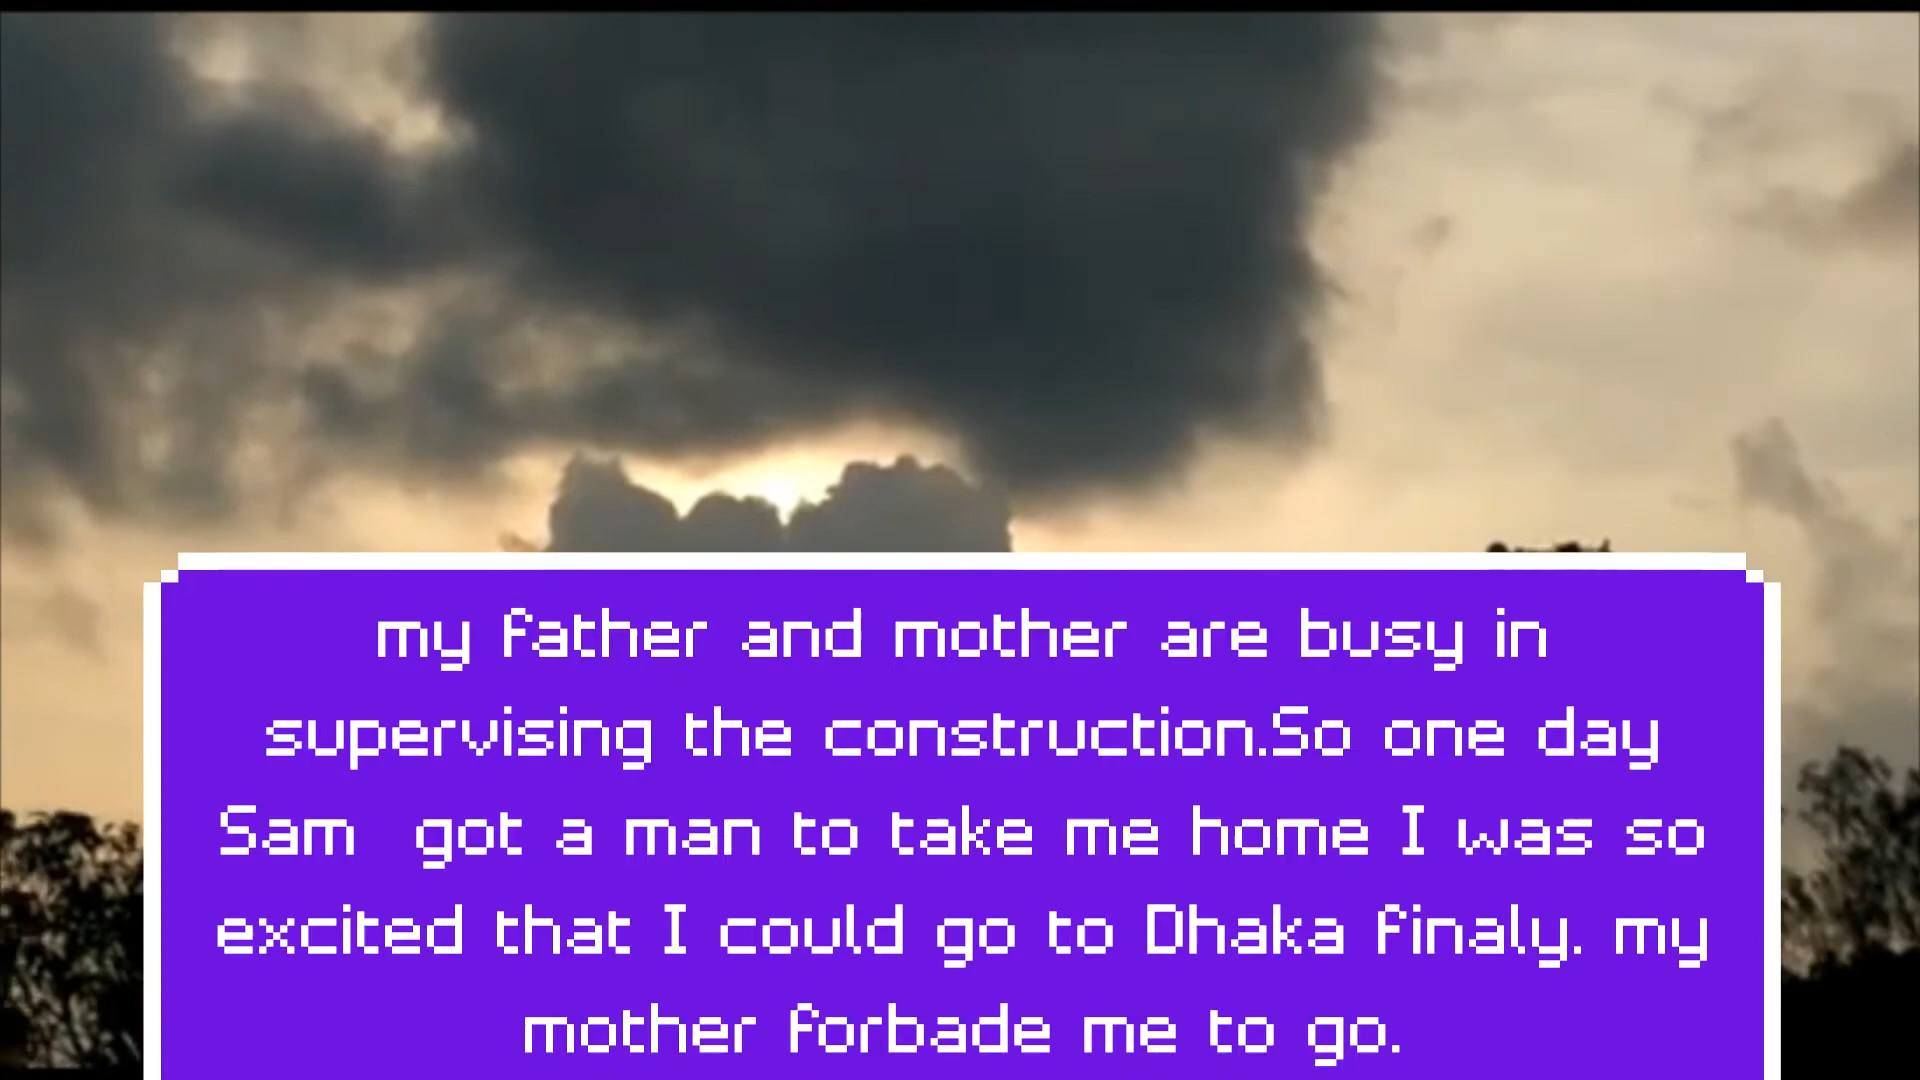 my father and mother are busy in
supervising the construction.So one day
Sam  got a man to take me home I was so
excited that I could go to Dhaka finaly. my
mother forbade me to go.